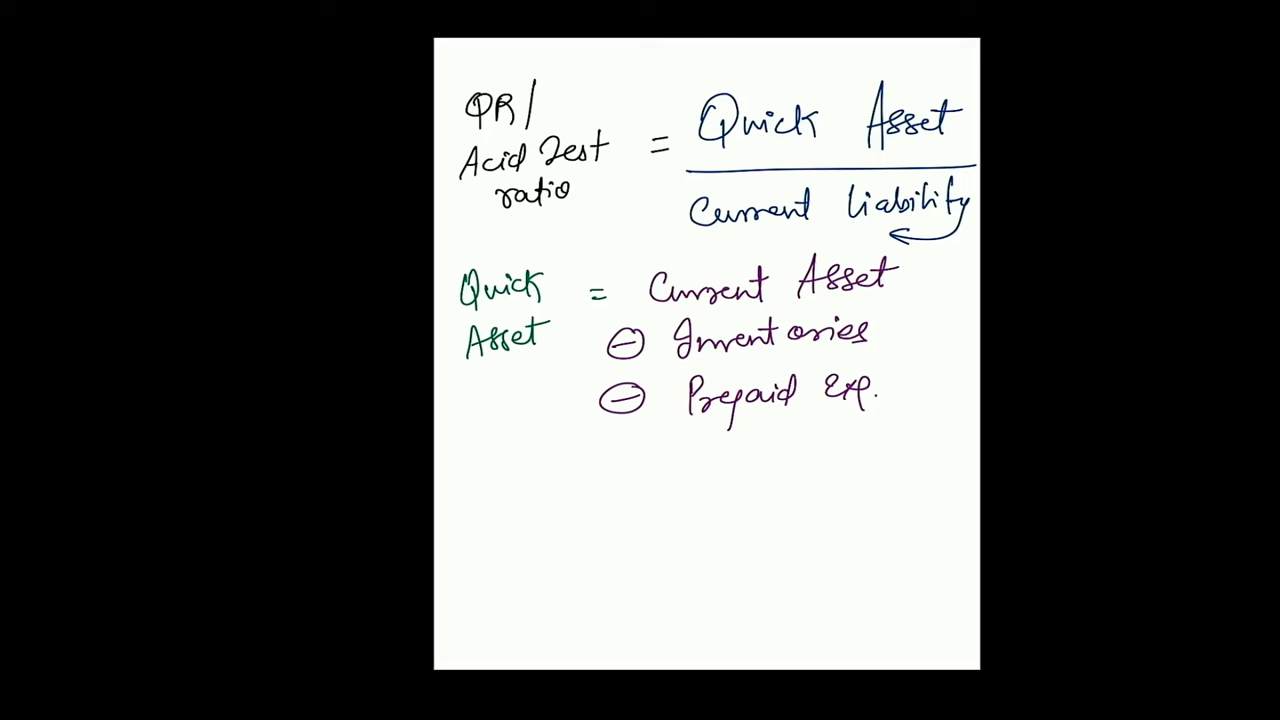 QR/
Acid Test
ratio
=
Quick Asset
Current Liability
Quick
Asset
= Current Asset
⊖ Inventories
⊖ Prepaid Exp.